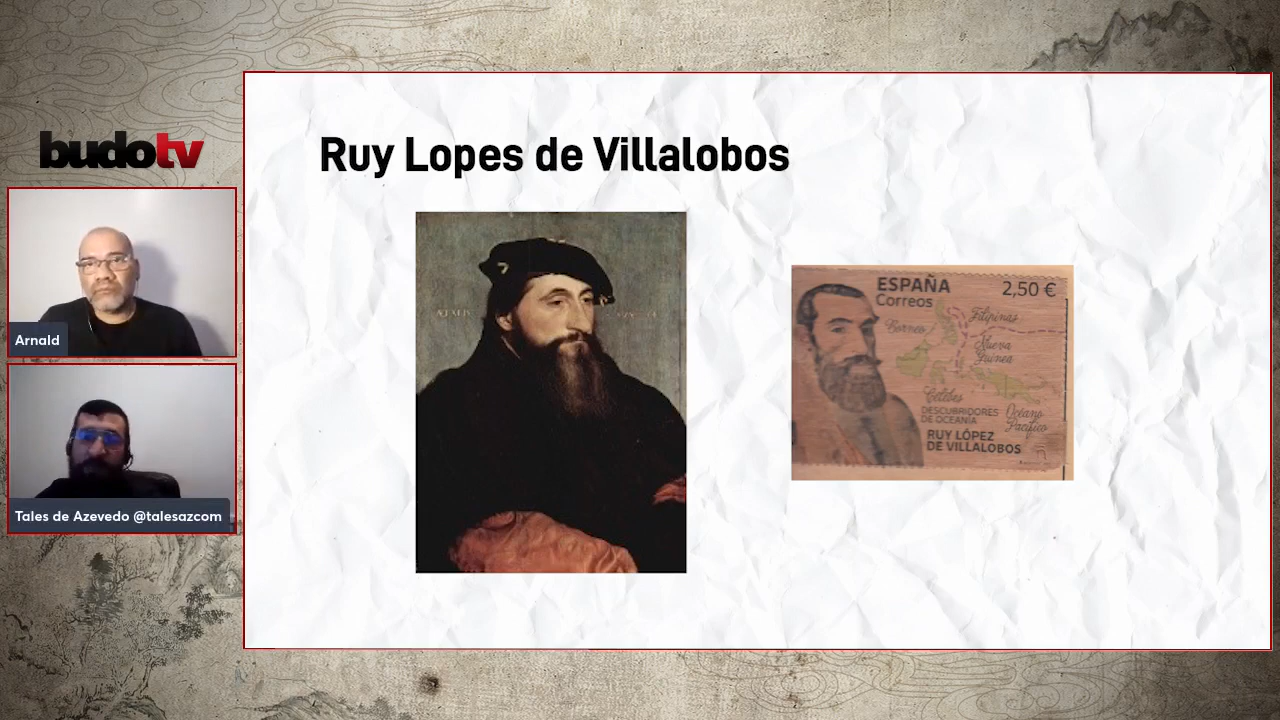 budotv
Arnald
Tales de Azevedo @talesazcom
Ruy Lopes de Villalobos
ESPAÑA
Correos
2,50 €
Borneo
Filipinas
Nueva
Guinea
Célebes
Océano
Pacífico
DESCUBRIDORES
DE OCEANÍA
RUY LÓPEZ
DE VILLALOBOS